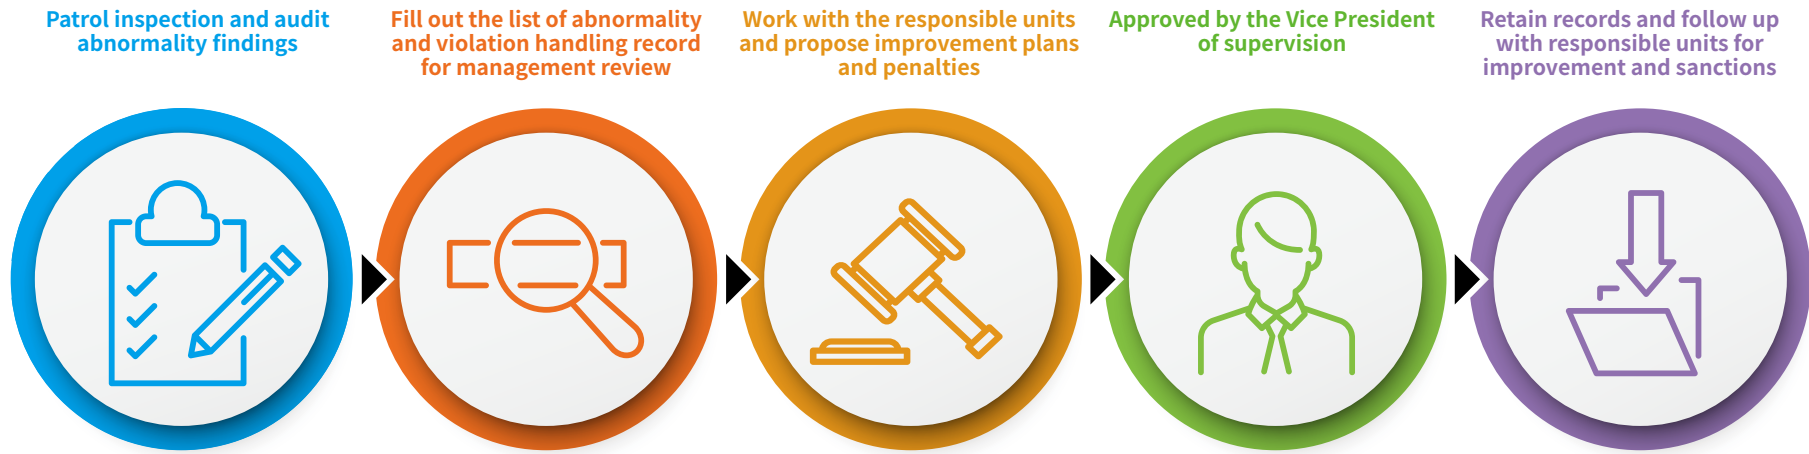 Patrol inspection and audit
abnormality findings
Fill out the list of abnormality
and violation handling record
for management review
Work with the responsible units
and propose improvement plans
and penalties
Approved by the Vice President
of supervision
Retain records and follow up
with responsible units for
improvement and sanctions